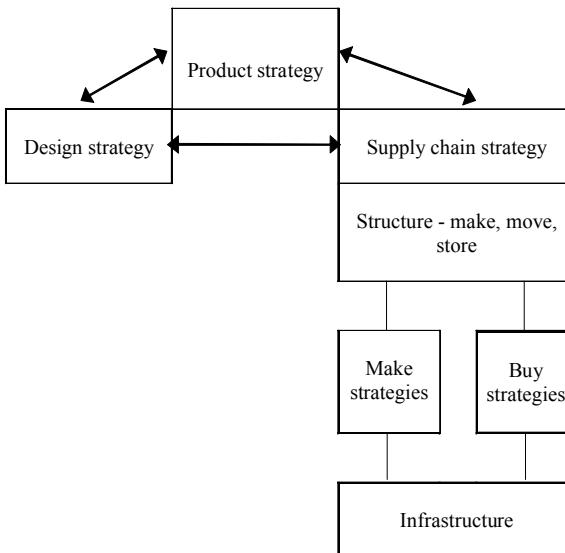 Product strategy
Design strategy
Supply chain strategy
Structure - make, move,
store
Make
strategies
Buy
strategies
Infrastructure